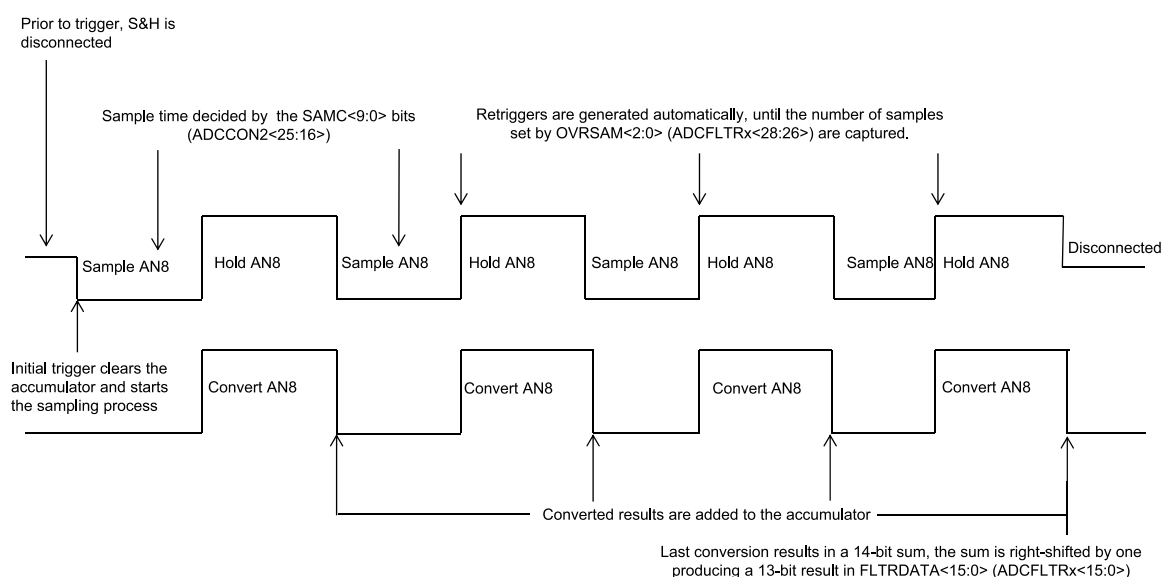 Prior to trigger, S&H is
disconnected
Sample time decided by the SAMC<9:0> bits
(ADCCON2<25:16>)
Retriggers are generated automatically, until the number of samples
set by OVRSAM<2:0> (ADCFLTRx<28:26>) are captured.
Sample AN8
Hold AN8
Sample AN8
Hold AN8
Sample AN8
Hold AN8
Sample AN8
Hold AN8
Disconnected
Initial trigger clears the
accumulator and starts
the sampling process
Convert AN8
Convert AN8
Convert AN8
Convert AN8
Converted results are added to the accumulator
Last conversion results in a 14-bit sum, the sum is right-shifted by one
producing a 13-bit result in FLTRDATA<15:0> (ADCFLTRx<15:0>)